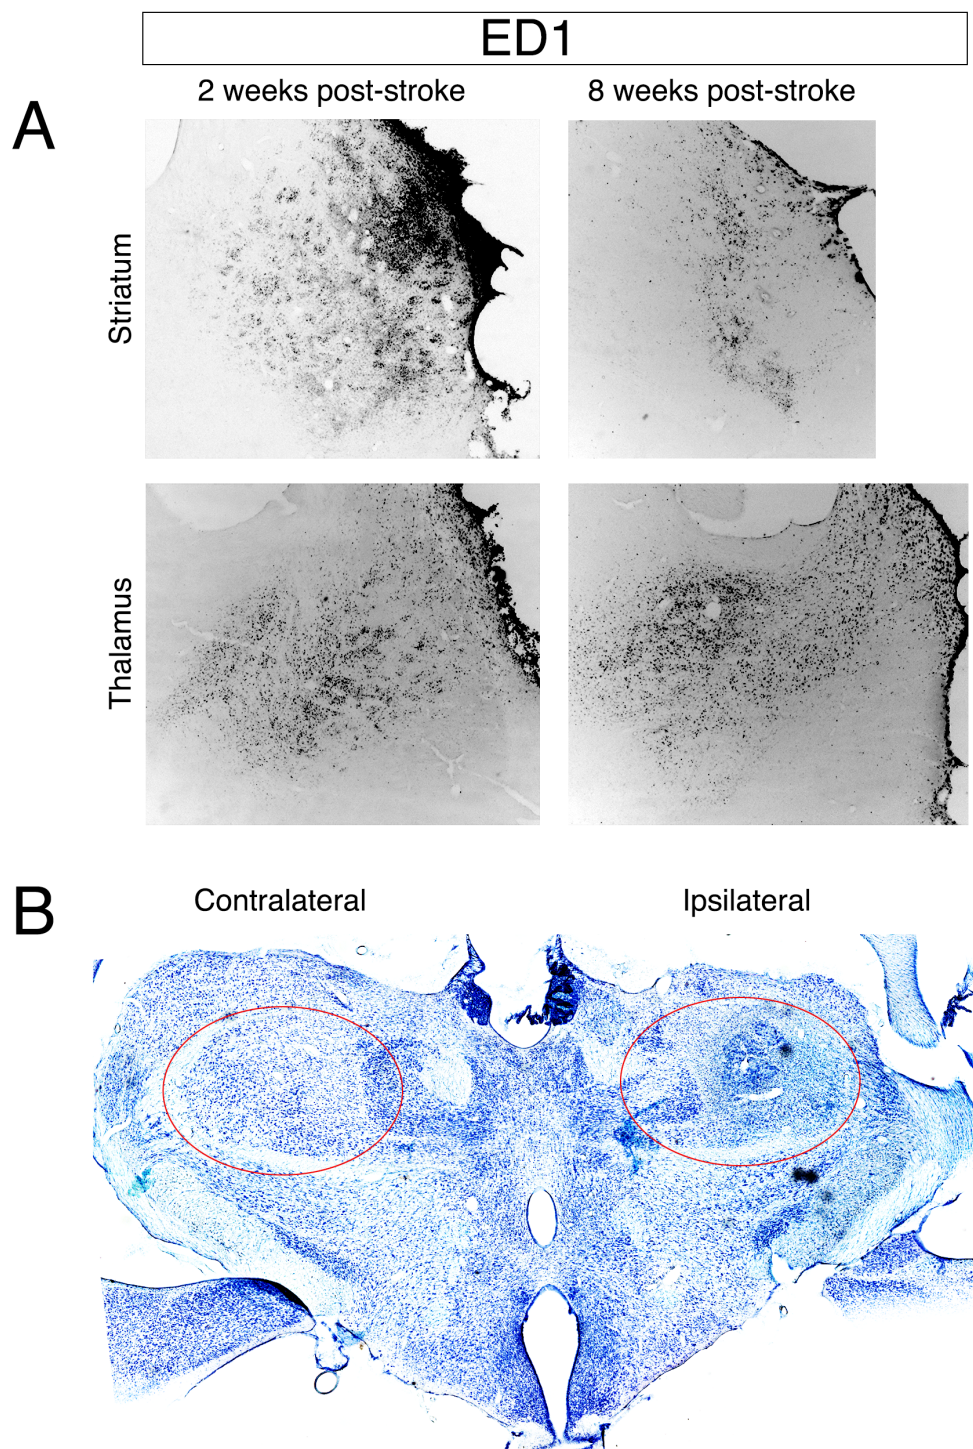 ED1
2 weeks post-stroke
8 weeks post-stroke
A
Striatum
Thalamus
B
Contralateral
Ipsilateral